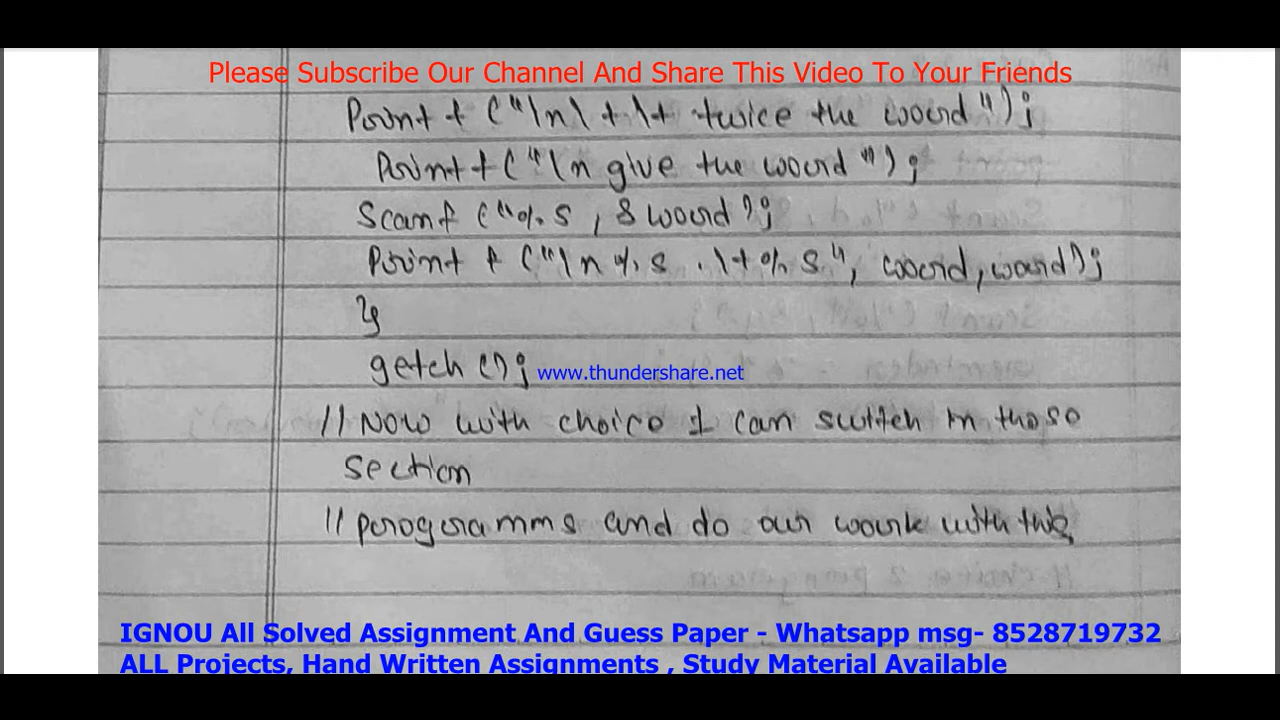 Please Subscribe Our Channel And Share This Video To Your Friends
Print f ("\n\t\t twice the word");
Print f ("\n give the word");
Scanf ("%s, &word);
Print f ("\n %s .\t%s", word, word);
}
getch();
www.thundershare.net
// Now with choice I can switch in those
section
// programms and do our work with this
IGNOU All Solved Assignment And Guess Paper - Whatsapp msg- 8528719732
ALL Projects, Hand Written Assignments , Study Material Available